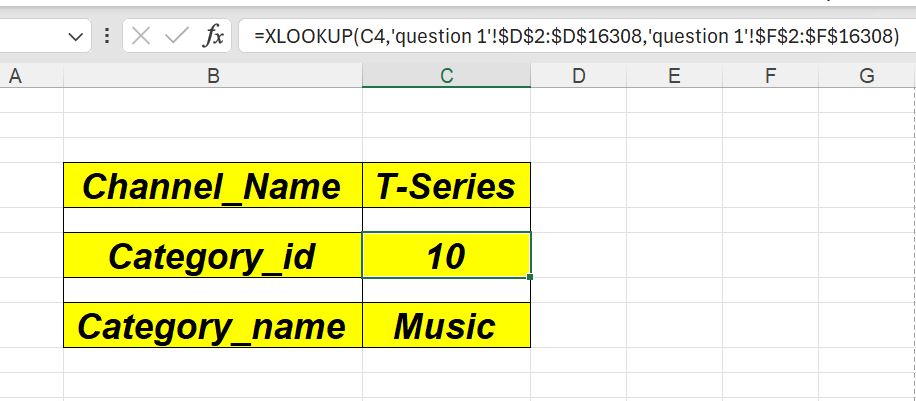 fx =XLOOKUP(C4,'question 1'!$D$2:$D$16308,'question 1'!$F$2:$F$16308)
A B C D E F G
Channel_Name T-Series
Category_id 10
Category_name Music